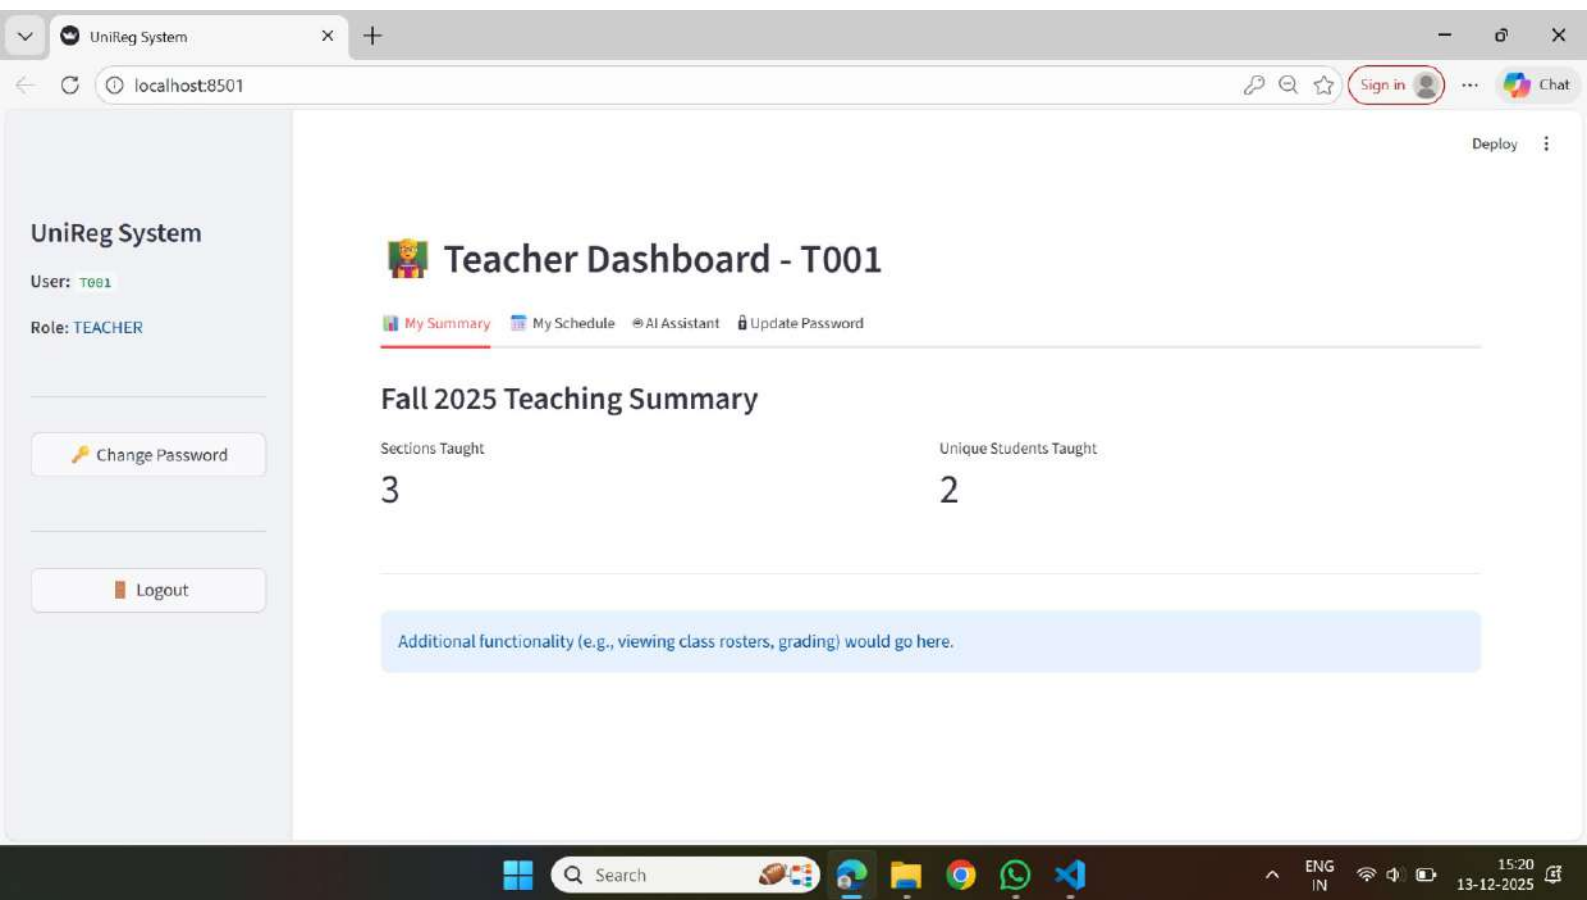 UniReg System
localhost:8501
Sign in
Chat
Deploy
UniReg System
User: T001
Role: TEACHER
Change Password
Logout
Teacher Dashboard - T001
My Summary My Schedule AI Assistant Update Password
Fall 2025 Teaching Summary
Sections Taught
3
Unique Students Taught
2
Additional functionality (e.g., viewing class rosters, grading) would go here.
Search
ENG
IN
15:20
13-12-2025